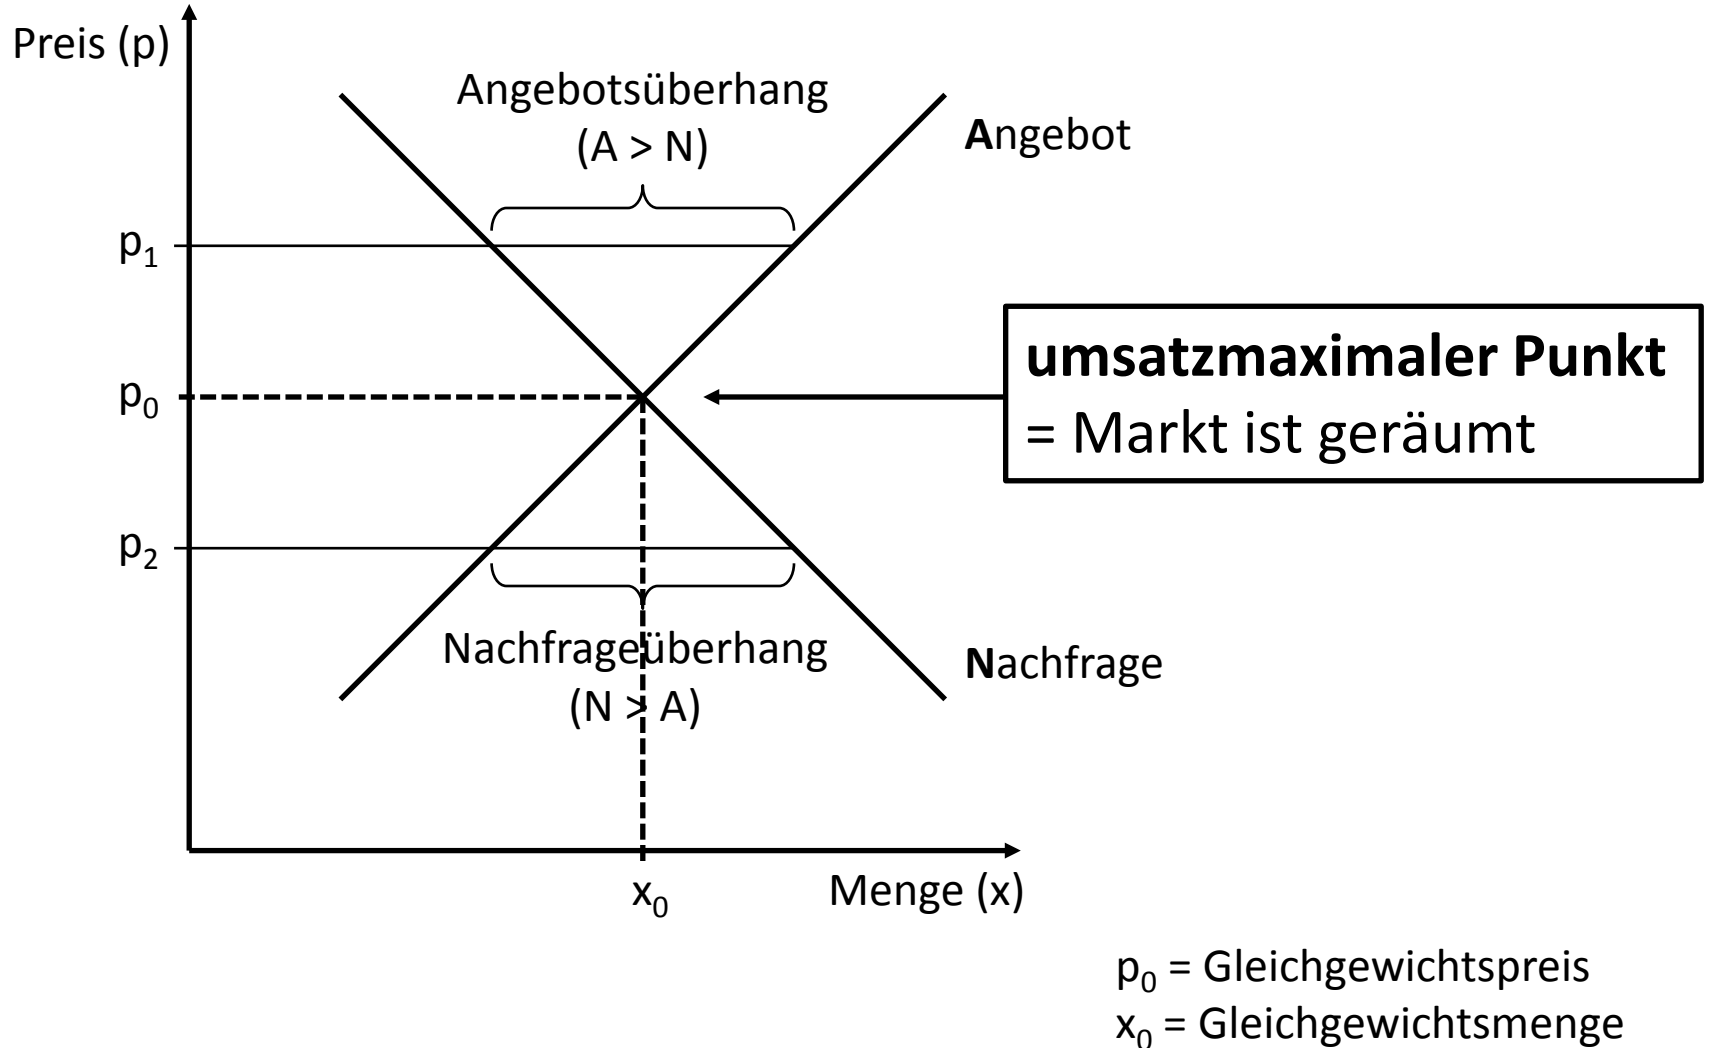 Preis (p)
Angebotsüberhang
(A > N)
Angebot
p₁
umsatzmaximaler Punkt
= Markt ist geräumt
p₀
p₂
Nachfrageüberhang
(N > A)
Nachfrage
x₀
Menge (x)
p₀ = Gleichgewichtspreis
x₀ = Gleichgewichtsmenge